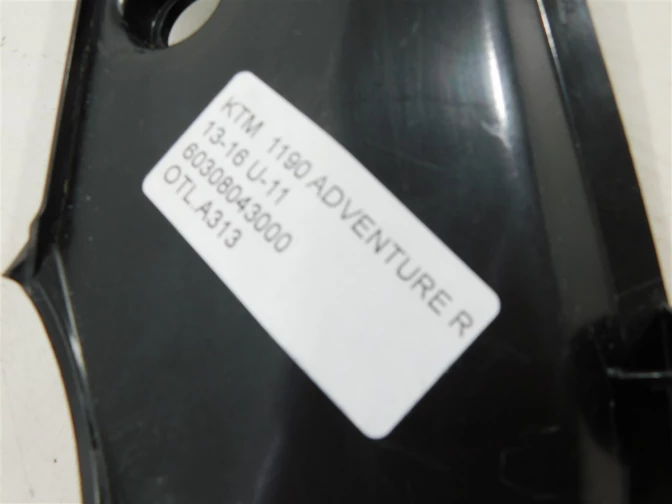 KTM 1190 ADVENTURE R
13-16 U-11
60308043000
OTLA313